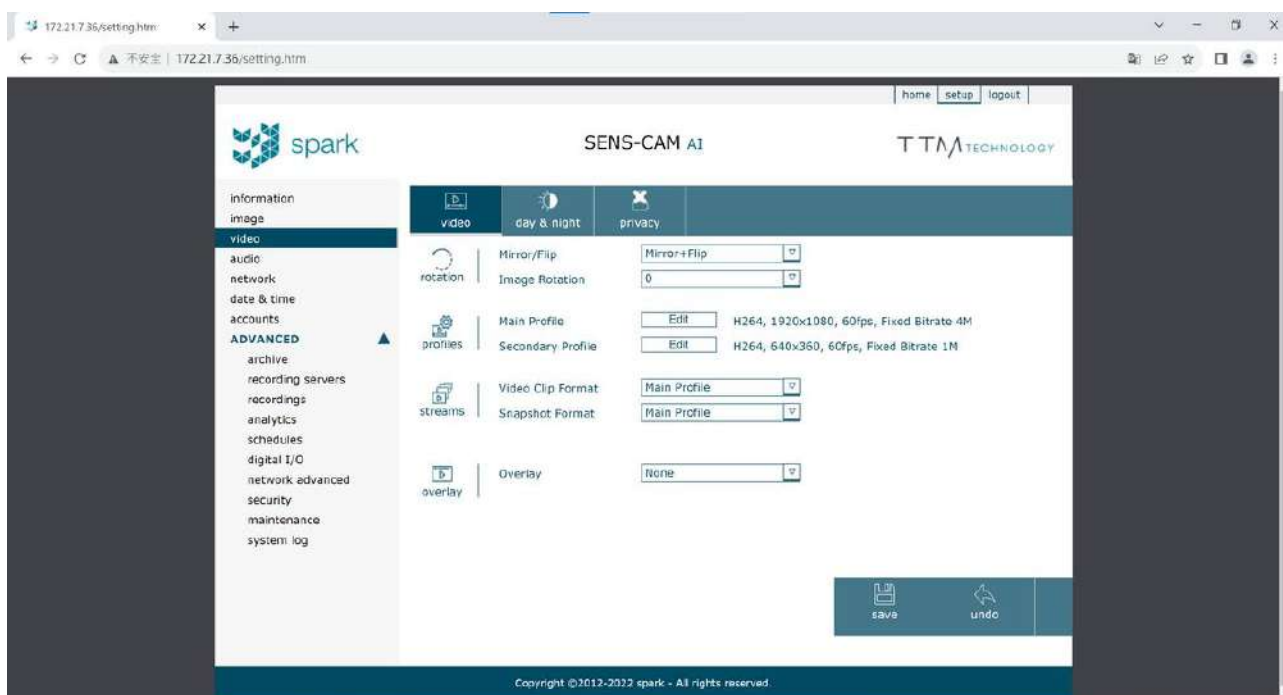 172.21.7.36/setting.htm
不安全 | 172.21.7.36/setting.htm
home setup logout
spark
SENS-CAM AI
TTM TECHNOLOGY
information
image
video
audio
network
date & time
accounts
ADVANCED
archive
recording servers
recordings
analytics
schedules
digital I/O
network advanced
security
maintenance
system log
video day & night privacy
rotation
Mirror/Flip Mirror+Flip
Image Rotation 0
profiles
Main Profile Edit H264, 1920x1080, 60fps, Fixed Bitrate 4M
Secondary Profile Edit H264, 640x360, 60fps, Fixed Bitrate 1M
streams
Video Clip Format Main Profile
Snapshot Format Main Profile
overlay
Overlay None
save undo
Copyright ©2012-2022 spark - All rights reserved.